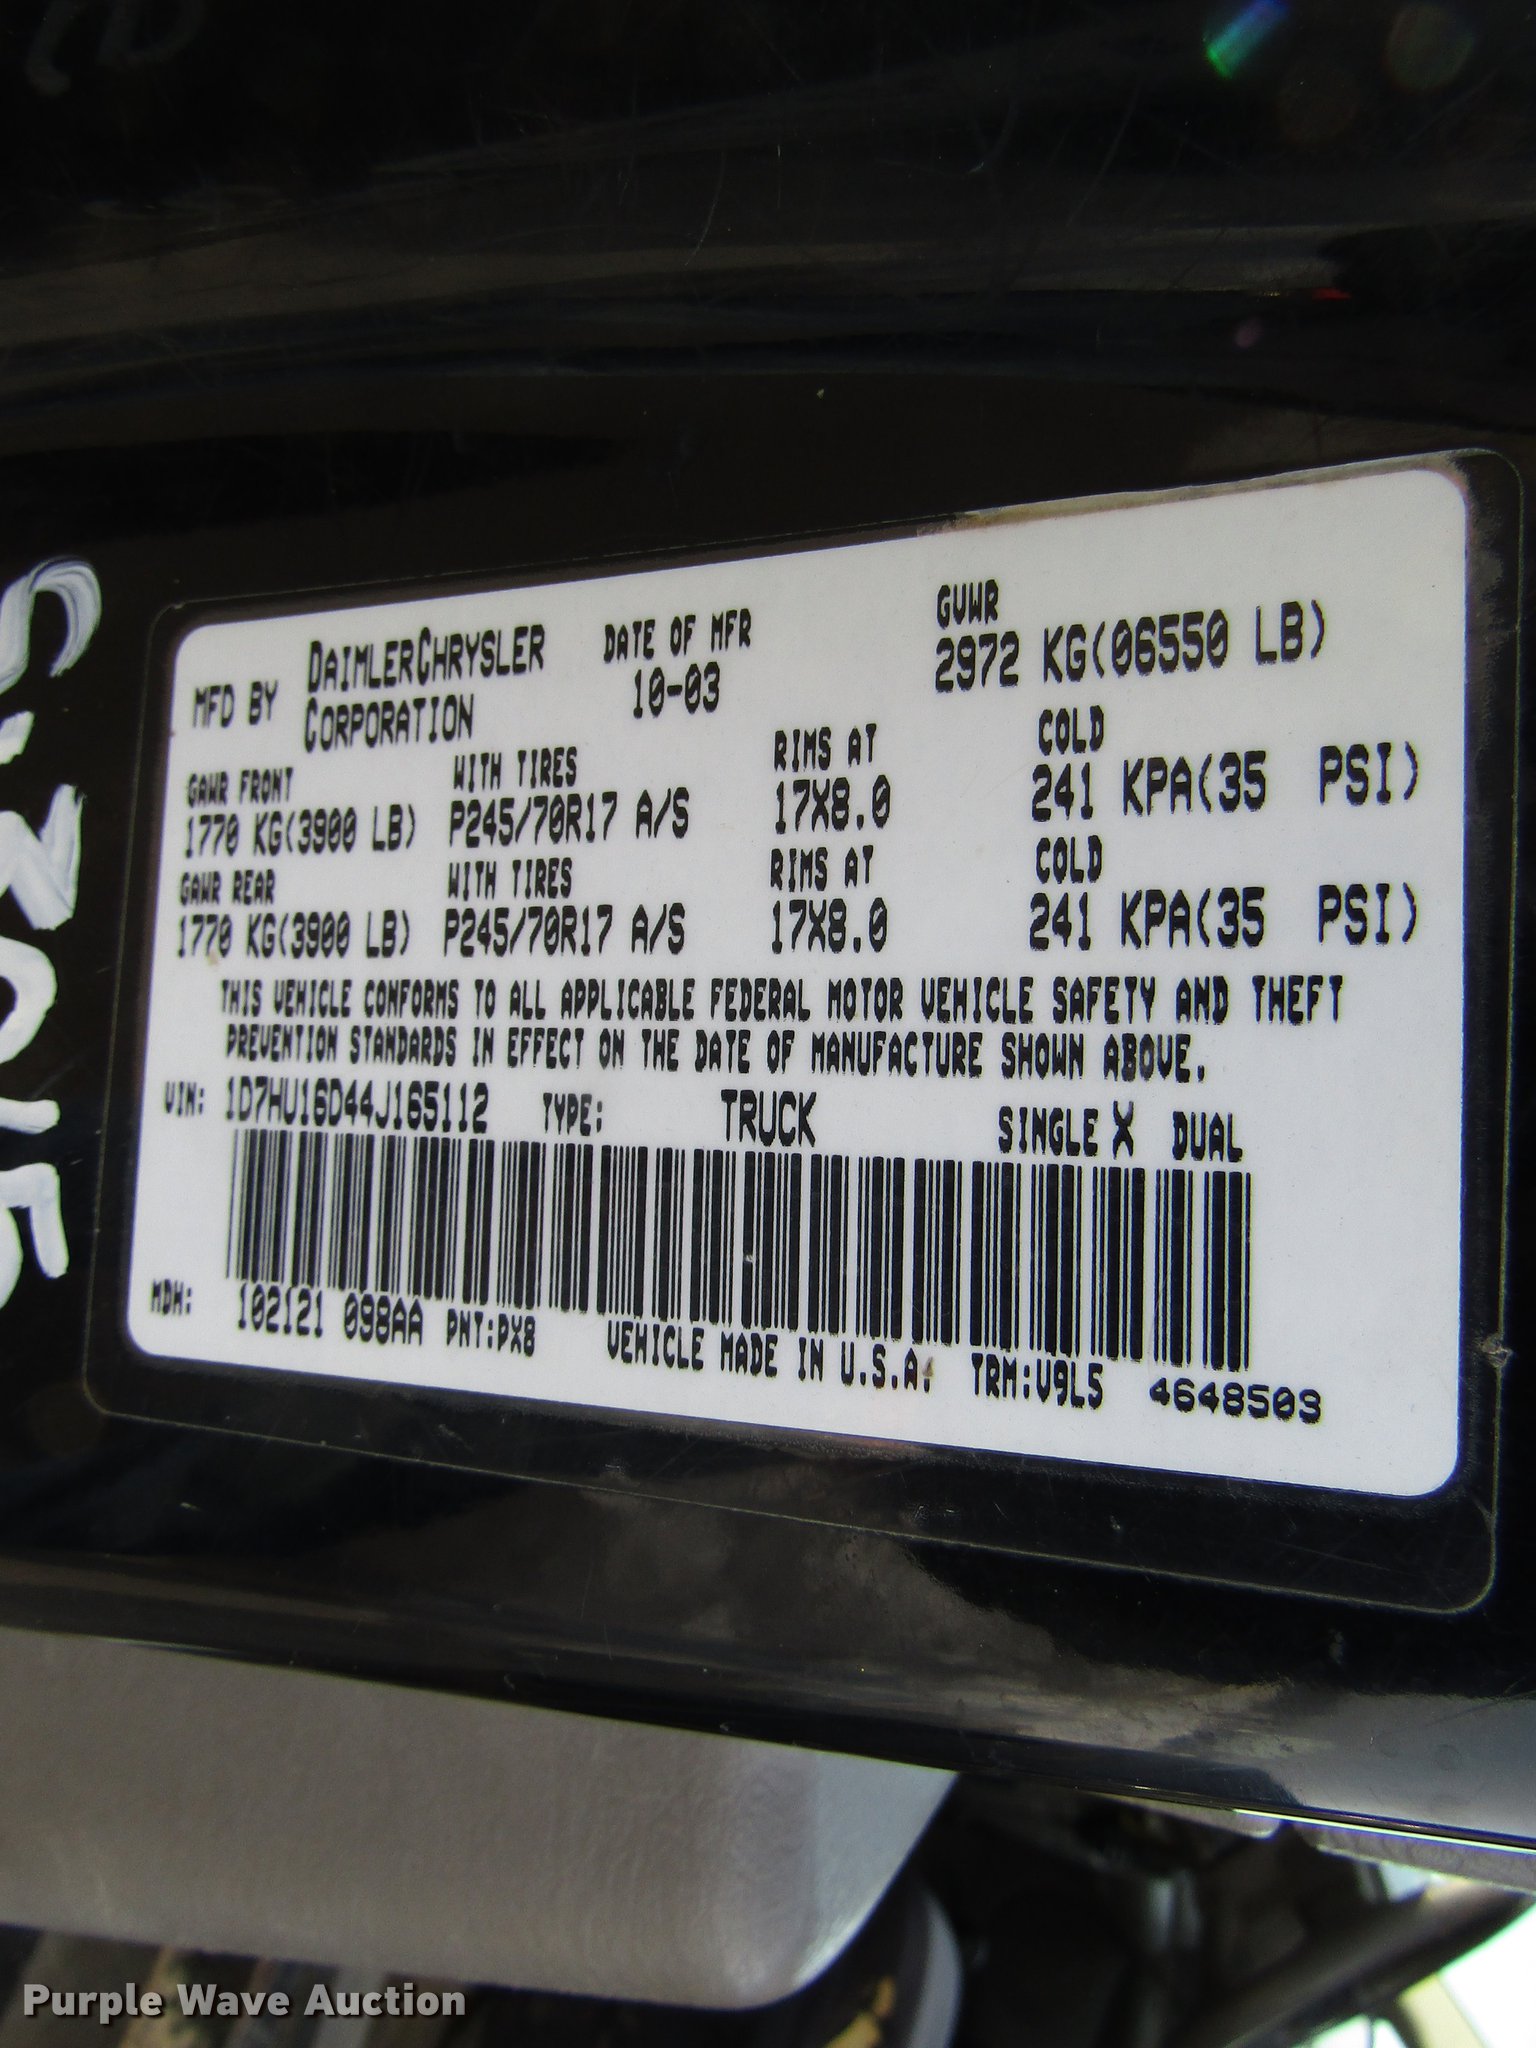 MFD BY DAIMLERCHRYSLER CORPORATION
DATE OF MFR
10-03
GVWR
2972 KG(06550 LB)
GAWR FRONT WITH TIRES RIMS AT COLD
1770 KG(3900 LB) P245/70R17 A/S 17X8.0 241 KPA(35 PSI)
GAWR REAR WITH TIRES RIMS AT COLD
1770 KG(3900 LB) P245/70R17 A/S 17X8.0 241 KPA(35 PSI)
THIS VEHICLE CONFORMS TO ALL APPLICABLE FEDERAL MOTOR VEHICLE SAFETY AND THEFT
PREVENTION STANDARDS IN EFFECT ON THE DATE OF MANUFACTURE SHOWN ABOVE.
VIN: 1D7HU16D44J165112 TYPE: TRUCK SINGLE X DUAL
MDH: 102121 098AA PNT:PX8 VEHICLE MADE IN U.S.A. TRM:V9L5 4648503
Purple Wave Auction